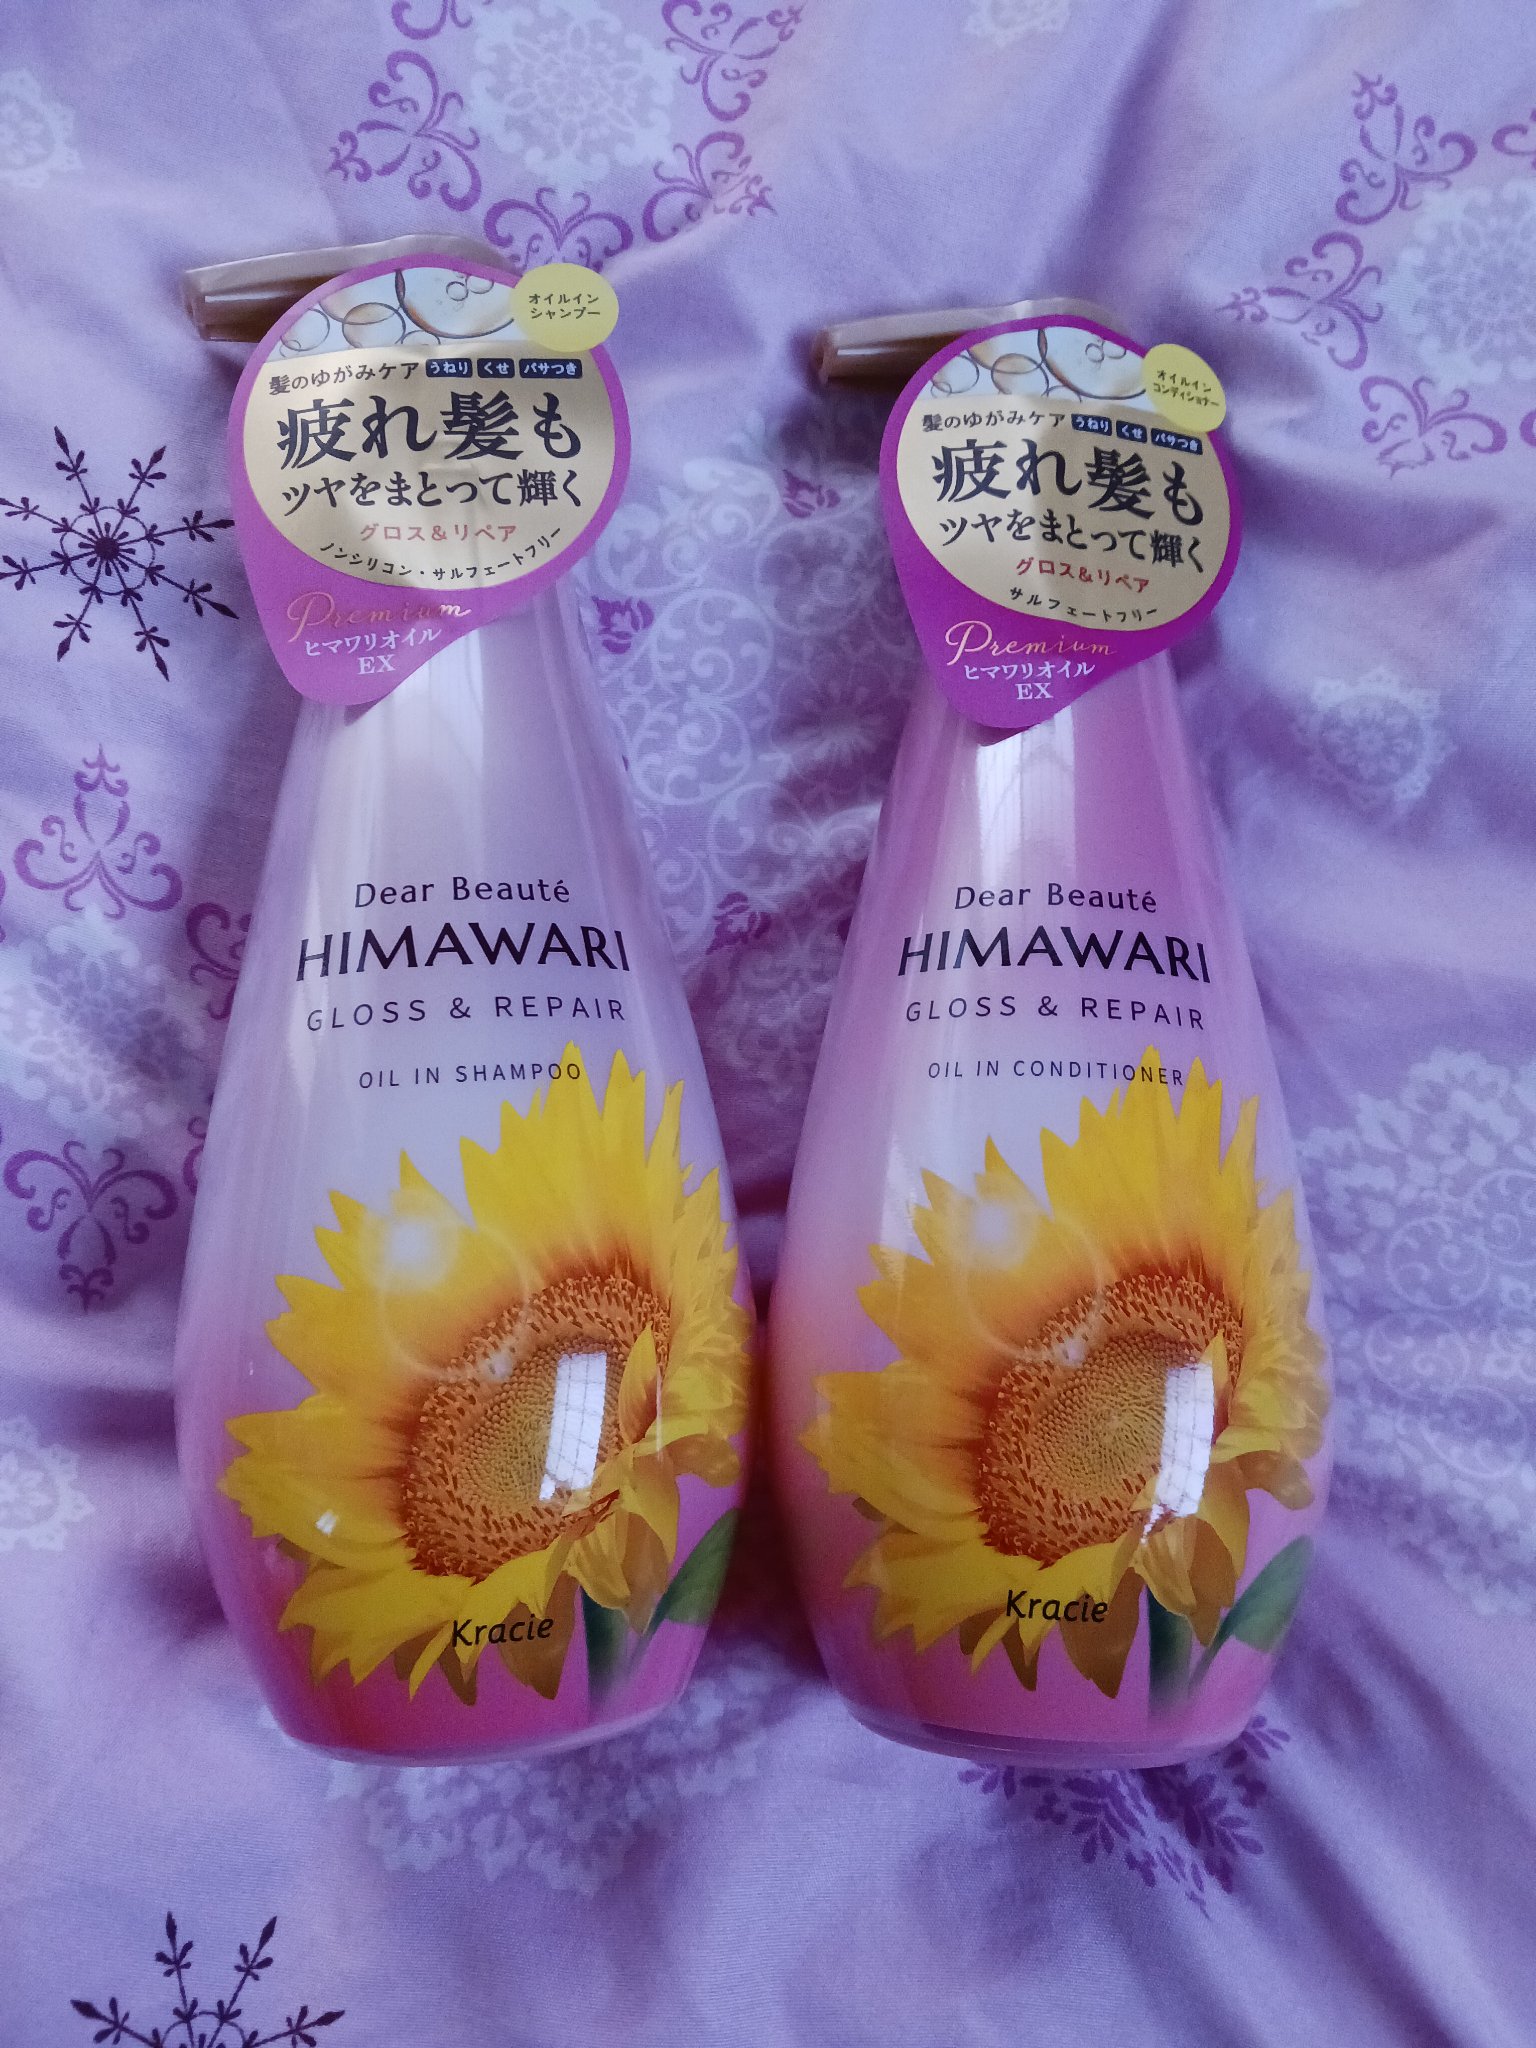 オイルイン
シャンプー
髪のゆがみケア うねり くせ パサつき
疲れ髪も
ツヤをまとって輝く
グロス&リペア
ノンシリコン・サルフェートフリー
Premium
ヒマワリオイル
EX
Dear Beauté
HIMAWARI
GLOSS & REPAIR
OIL IN SHAMPOO
Kracie
オイルイン
コンディショナー
髪のゆがみケア うねり くせ パサつき
疲れ髪も
ツヤをまとって輝く
グロス&リペア
サルフェートフリー
Premium
ヒマワリオイル
EX
Dear Beauté
HIMAWARI
GLOSS & REPAIR
OIL IN CONDITIONER
Kracie